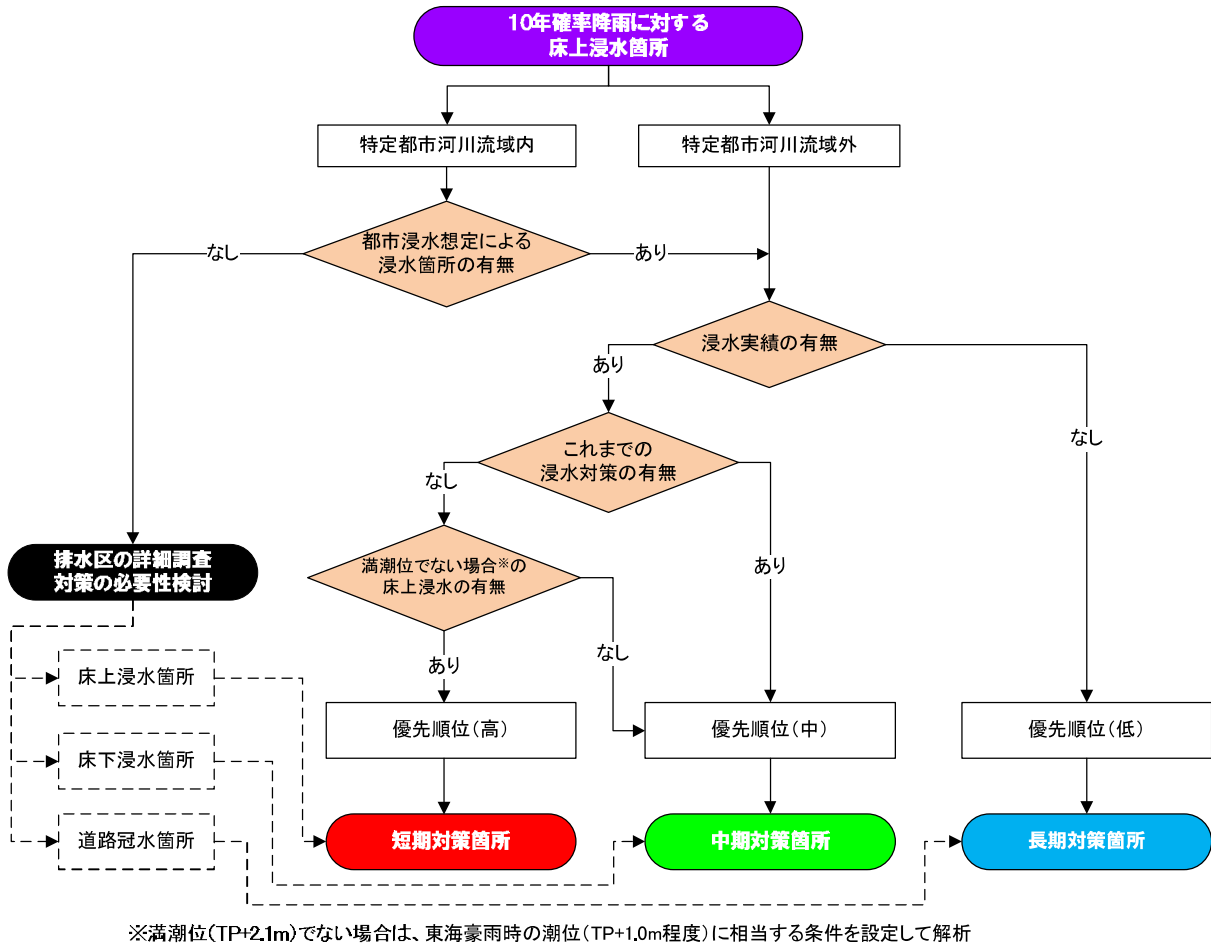 10年確率降雨に対する
床上浸水箇所
特定都市河川流域内
特定都市河川流域外
都市浸水想定による
浸水箇所の有無
なし
あり
浸水実績の有無
あり
なし
これまでの
浸水対策の有無
なし
あり
排水区の詳細調査
対策の必要性検討
満潮位でない場合※の
床上浸水の有無
あり
なし
床上浸水箇所
床下浸水箇所
道路冠水箇所
優先順位(高)
優先順位(中)
優先順位(低)
短期対策箇所
中期対策箇所
長期対策箇所
※満潮位(TP+2.1m)でない場合は、東海豪雨時の潮位(TP+1.0m程度)に相当する条件を設定して解析